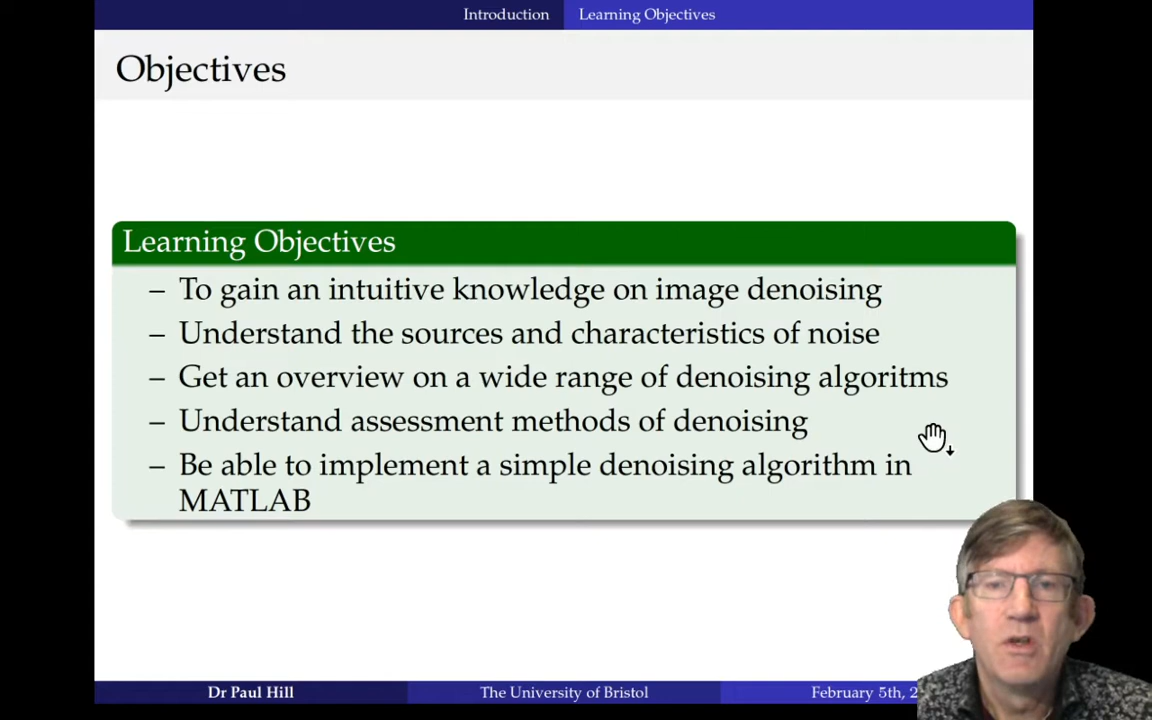 Introduction Learning Objectives
Objectives
Learning Objectives
– To gain an intuitive knowledge on image denoising
– Understand the sources and characteristics of noise
– Get an overview on a wide range of denoising algoritms
– Understand assessment methods of denoising
– Be able to implement a simple denoising algorithm in
MATLAB
Dr Paul Hill The University of Bristol February 5th, 2